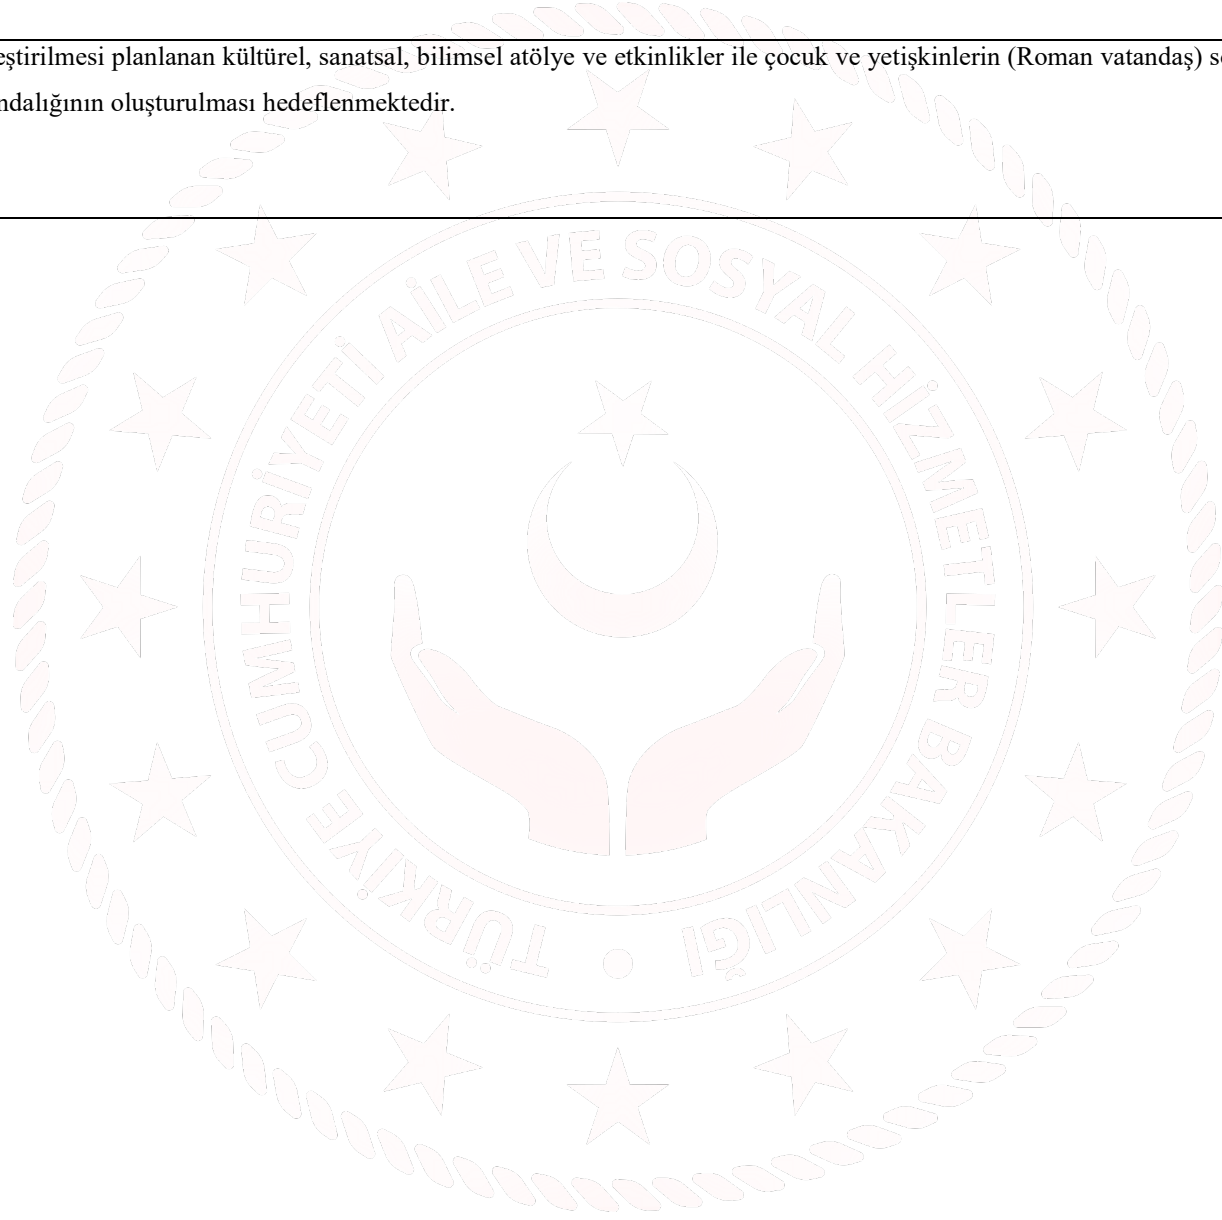 eştirilmesi planlanan kültürel, sanatsal, bilimsel atölye ve etkinlikler ile çocuk ve yetişkinlerin (Roman vatandaş)
ndalığının oluşturulması hedeflenmektedir.
TÜRKİYE CUMHURİYETİ AİLE VE SOSYAL HİZMETLER BAKANLIĞI